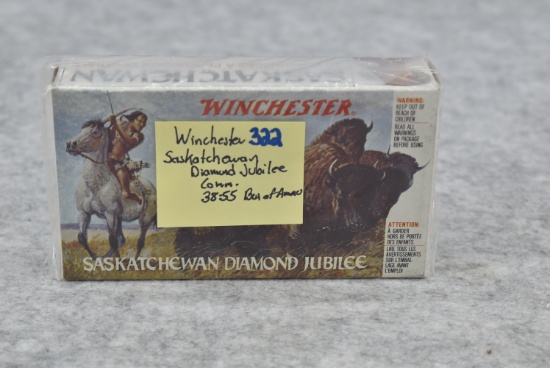 SASKATCHEWAN
WINCHESTER
Winchester 322
Saskatchewan
Diamond Jubilee
Comm.
38-55 Box of Ammo
WARNING:
KEEP OUT OF
REACH OF
CHILDREN
READ ALL
WARNINGS
ON PACKAGE
BEFORE USING
ATTENTION:
A GARDER
HORS DE PORTÉE
DES ENFANTS
LIRE TOUS LES
AVERTISSEMENTS
SUR L'EMBAL-
LAGE AVANT
L'EMPLOI
SASKATCHEWAN DIAMOND JUBILEE